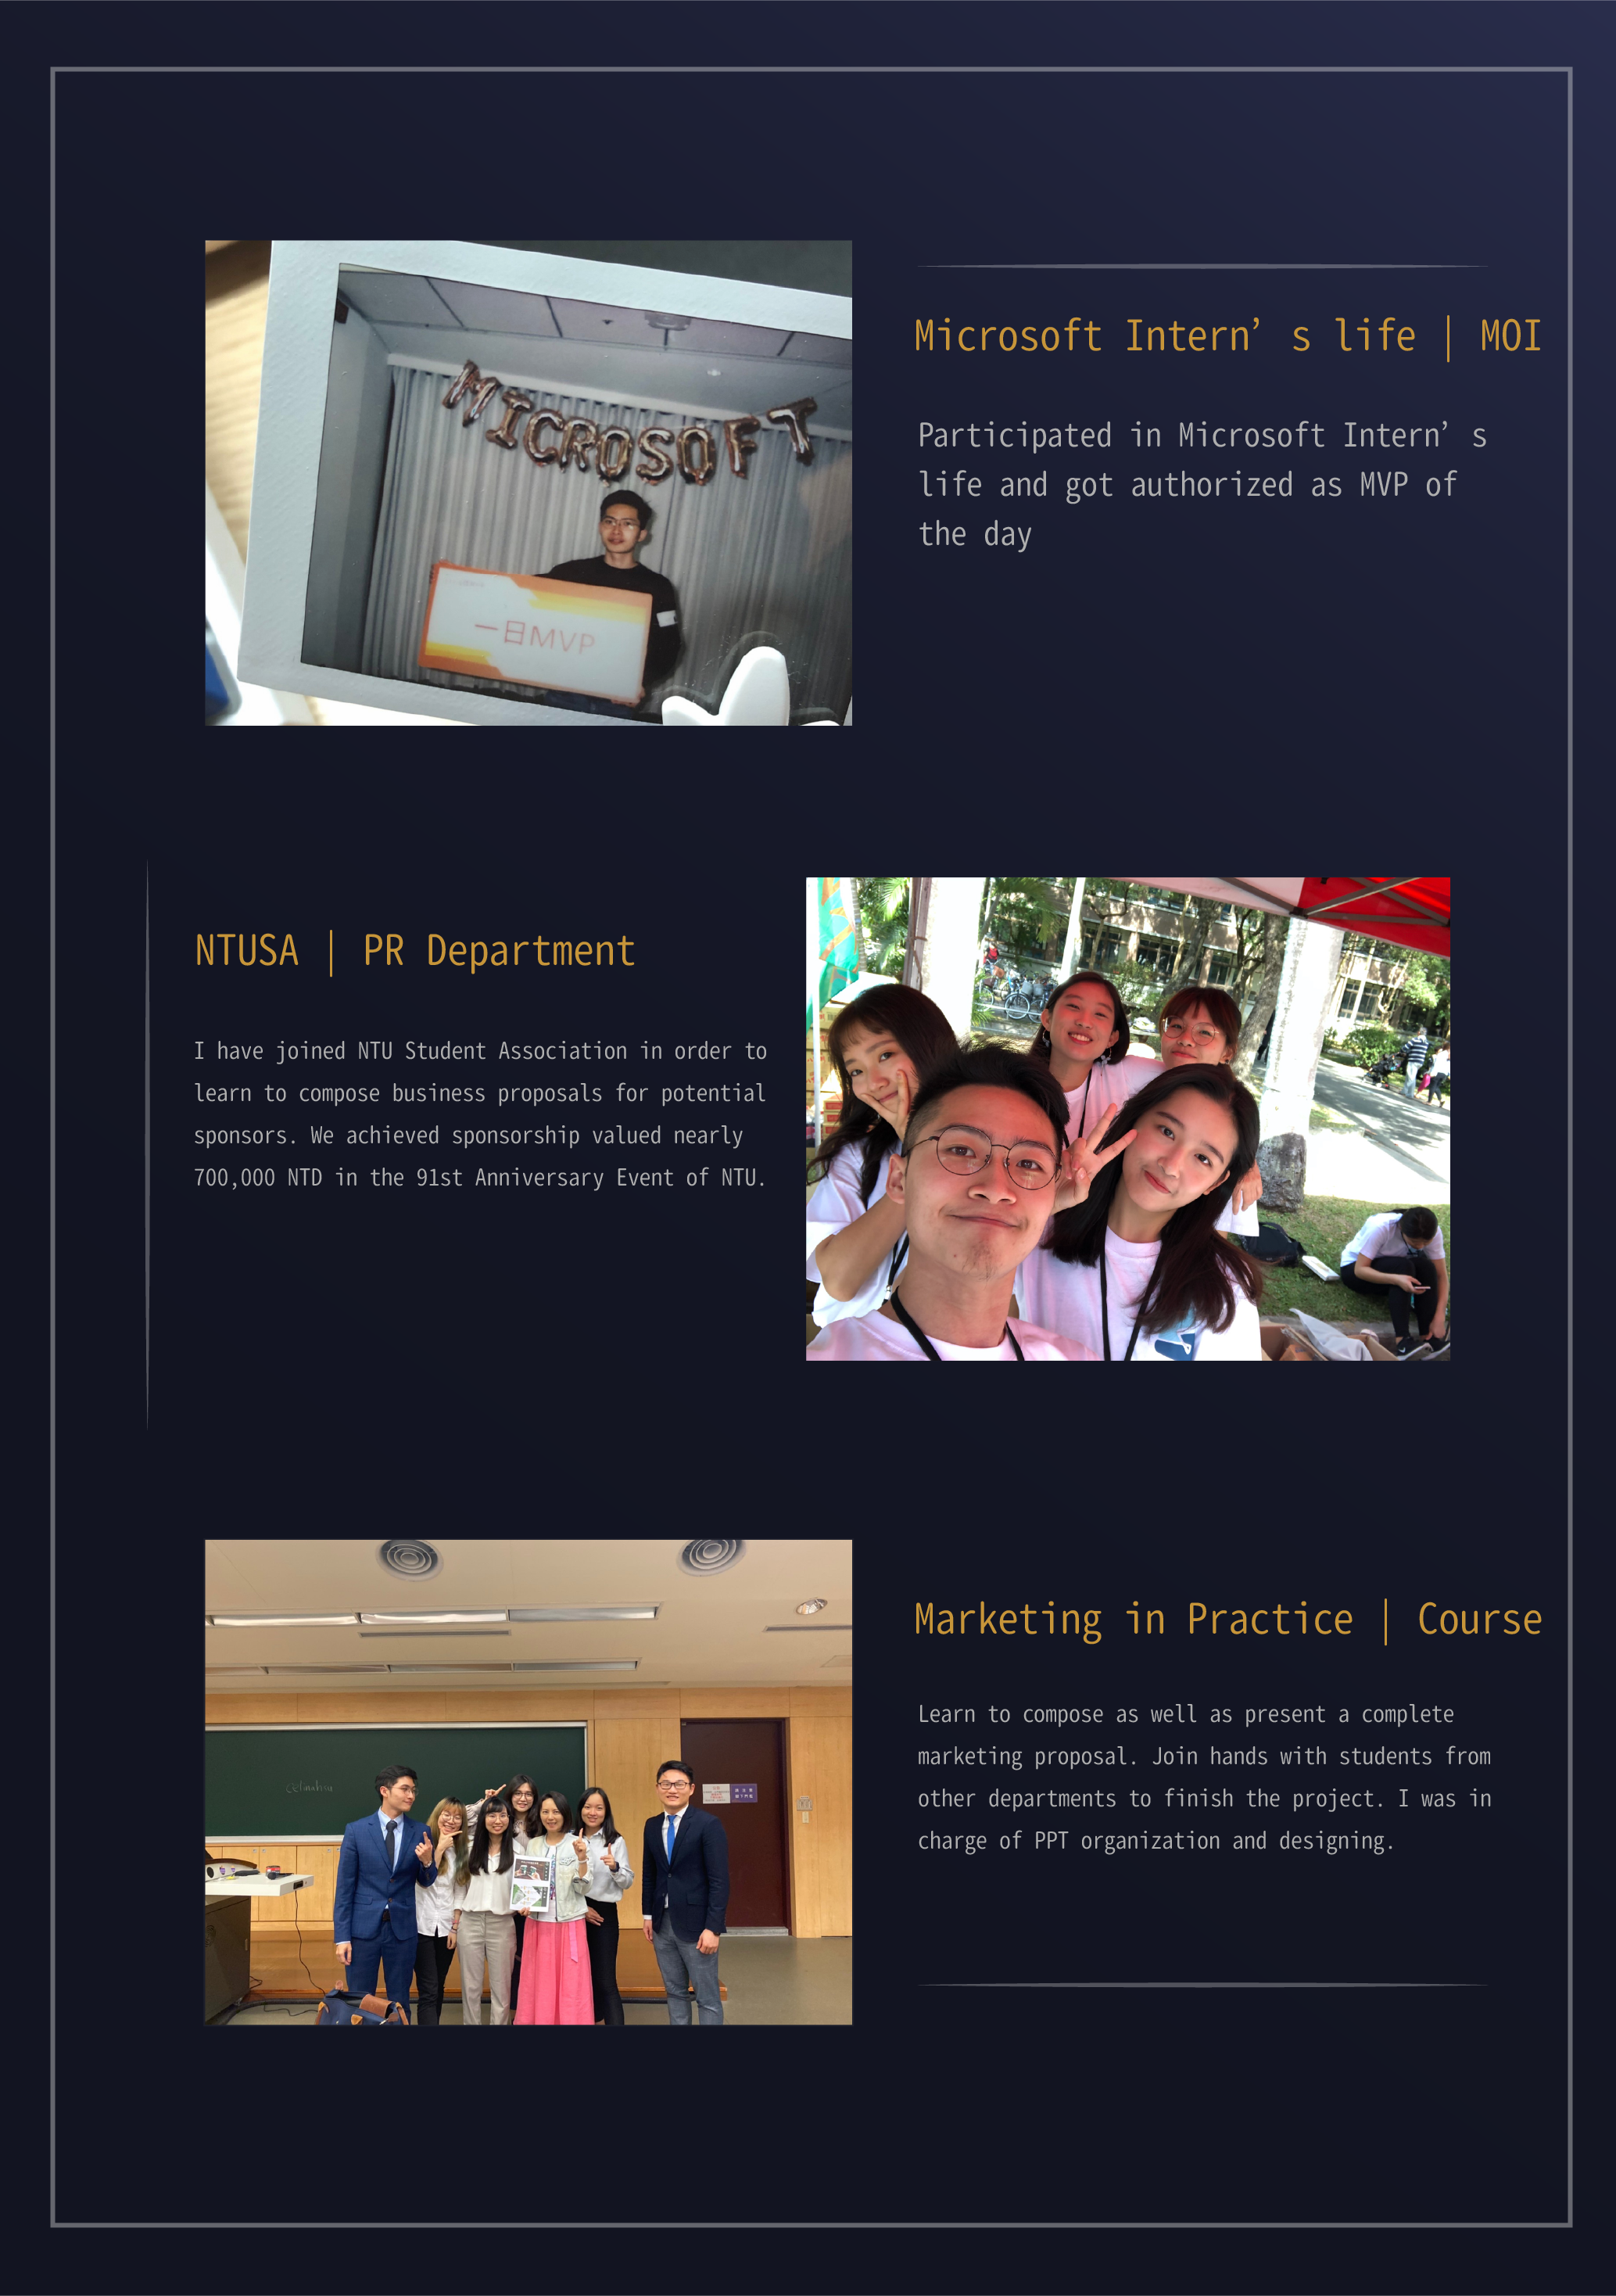 MICROSOFT
一日MVP
Microsoft Intern’ s life | MOI
Participated in Microsoft Intern’ s
life and got authorized as MVP of
the day
NTUSA | PR Department
I have joined NTU Student Association in order to
learn to compose business proposals for potential
sponsors. We achieved sponsorship valued nearly
700,000 NTD in the 91st Anniversary Event of NTU.
Marketing in Practice | Course
Learn to compose as well as present a complete
marketing proposal. Join hands with students from
other departments to finish the project. I was in
charge of PPT organization and designing.